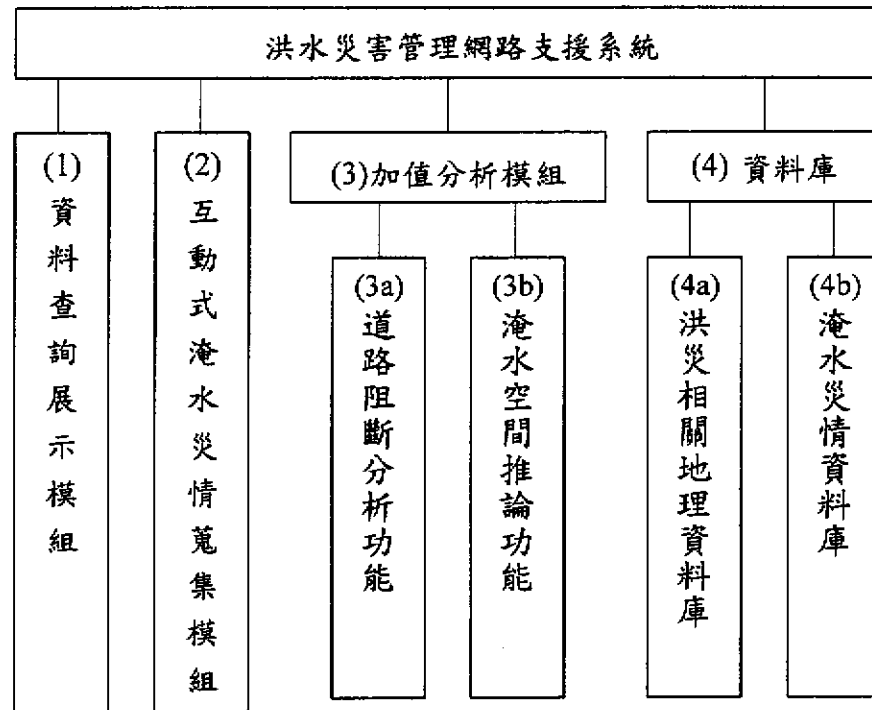 洪水災害管理網路支援系統
(1)
資料查詢展示模組
(2)
互動式淹水災情蒐集模組
(3)加值分析模組
(3a)
道路阻斷分析功能
(3b)
淹水空間推論功能
(4) 資料庫
(4a)
洪災相關地理資料庫
(4b)
淹水災情資料庫